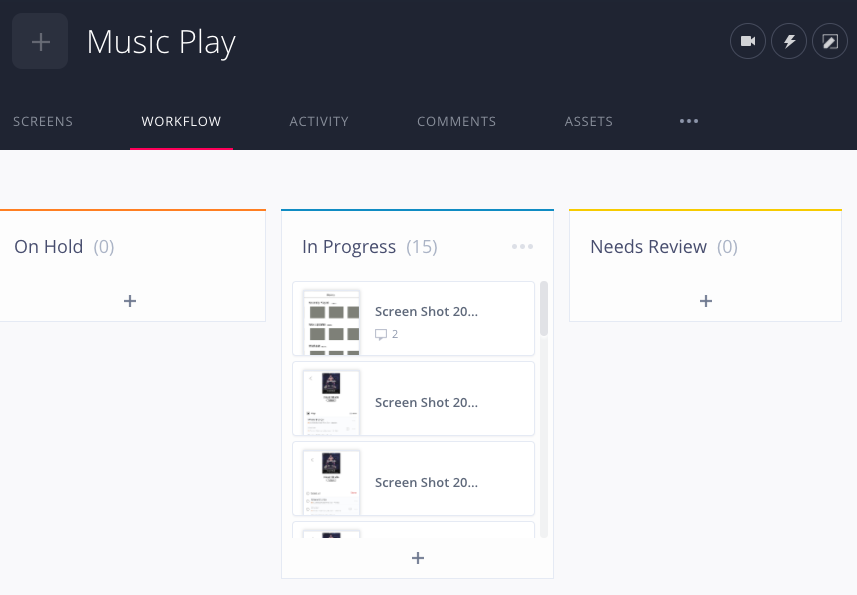 Music Play
SCREENS
WORKFLOW
ACTIVITY
COMMENTS
ASSETS
On Hold (0)
In Progress (15)
Needs Review (0)
Screen Shot 20...
2
Screen Shot 20...
Screen Shot 20...